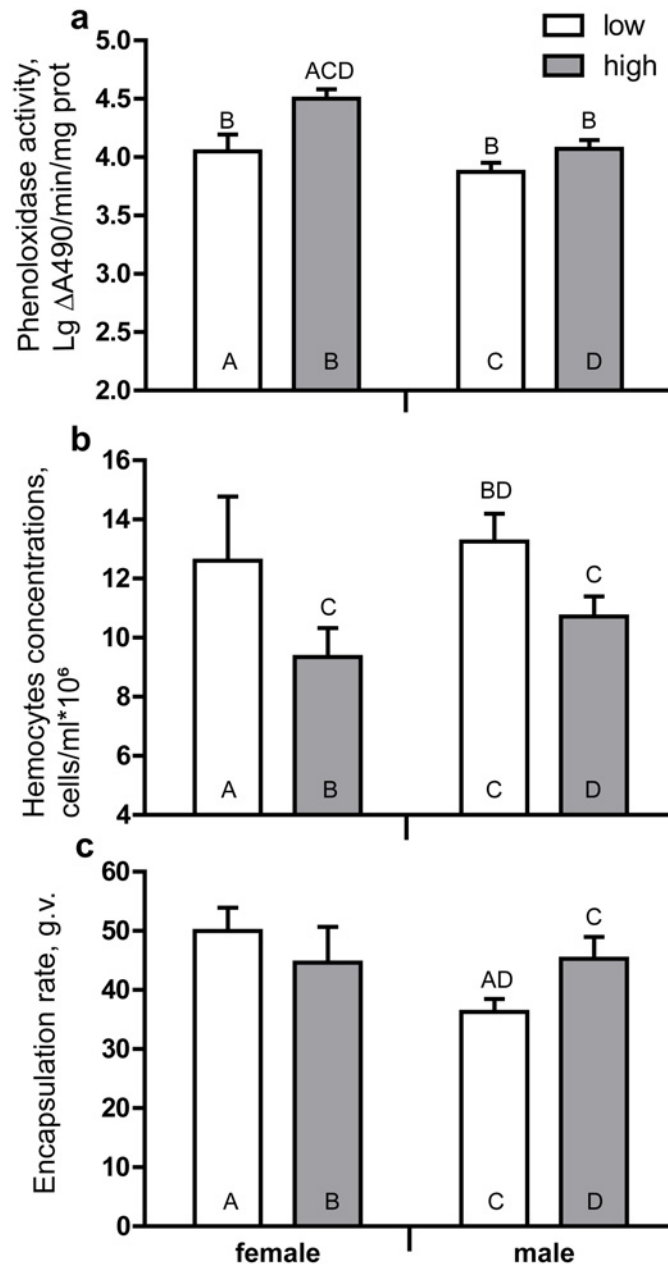 a
low
high
Phenoloxidase activity,
Lg ΔA490/min/mg prot
5.0
4.5
4.0
3.5
3.0
2.5
2.0
B
ACD
B
B
A
B
C
D
b
Hemocytes concentrations,
cells/ml*10⁶
16
14
12
10
8
6
4
C
BD
C
A
B
C
D
c
Encapsulation rate, g.v.
60
50
40
30
20
10
0
AD
C
A
B
C
D
female
male